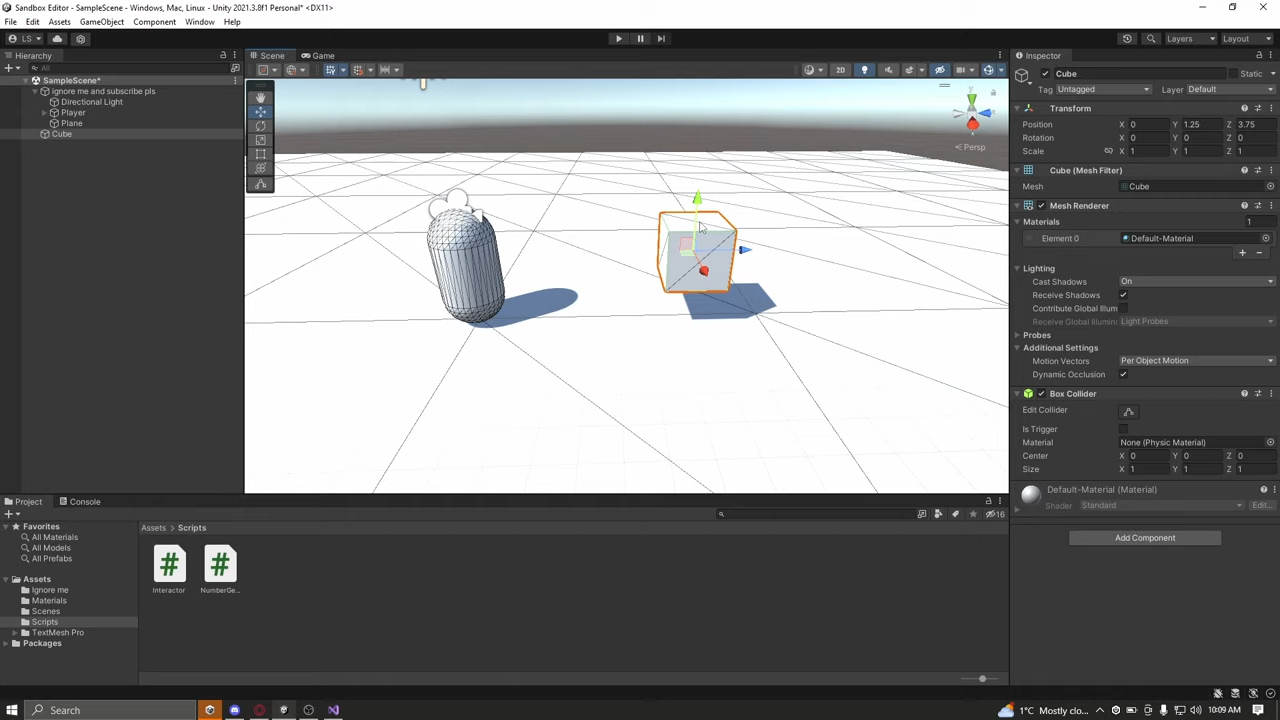 Sandbox Editor - SampleScene - Windows, Mac, Linux - Unity 2021.3.8f1 Personal* <DX11>
File Edit Assets GameObject Component Window Help
LS
Layers Layout
Hierarchy
All
SampleScene*
ignore me and subscribe pls
Directional Light
Player
Plane
Cube
Scene Game
2D
Persp
Inspector
Cube Static
Tag Untagged Layer Default
Transform
Position X 0 Y 1.25 Z 3.75
Rotation X 0 Y 0 Z 0
Scale X 1 Y 1 Z 1
Cube (Mesh Filter)
Mesh Cube
Mesh Renderer
Materials 1
Element 0 Default-Material
Lighting
Cast Shadows On
Receive Shadows
Contribute Global Illum
Receive Global Illumin Light Probes
Probes
Additional Settings
Motion Vectors Per Object Motion
Dynamic Occlusion
Box Collider
Edit Collider
Is Trigger
Material None (Physic Material)
Center X 0 Y 0 Z 0
Size X 1 Y 1 Z 1
Default-Material (Material)
Shader Standard Edit...
Add Component
Project Console
16
Favorites
All Materials
All Models
All Prefabs
Assets
Ignore me
Materials
Scenes
Scripts
TextMesh Pro
Packages
Assets > Scripts
#
Interactor
#
NumberGe...
Search
1°C Mostly clo...
10:09 AM